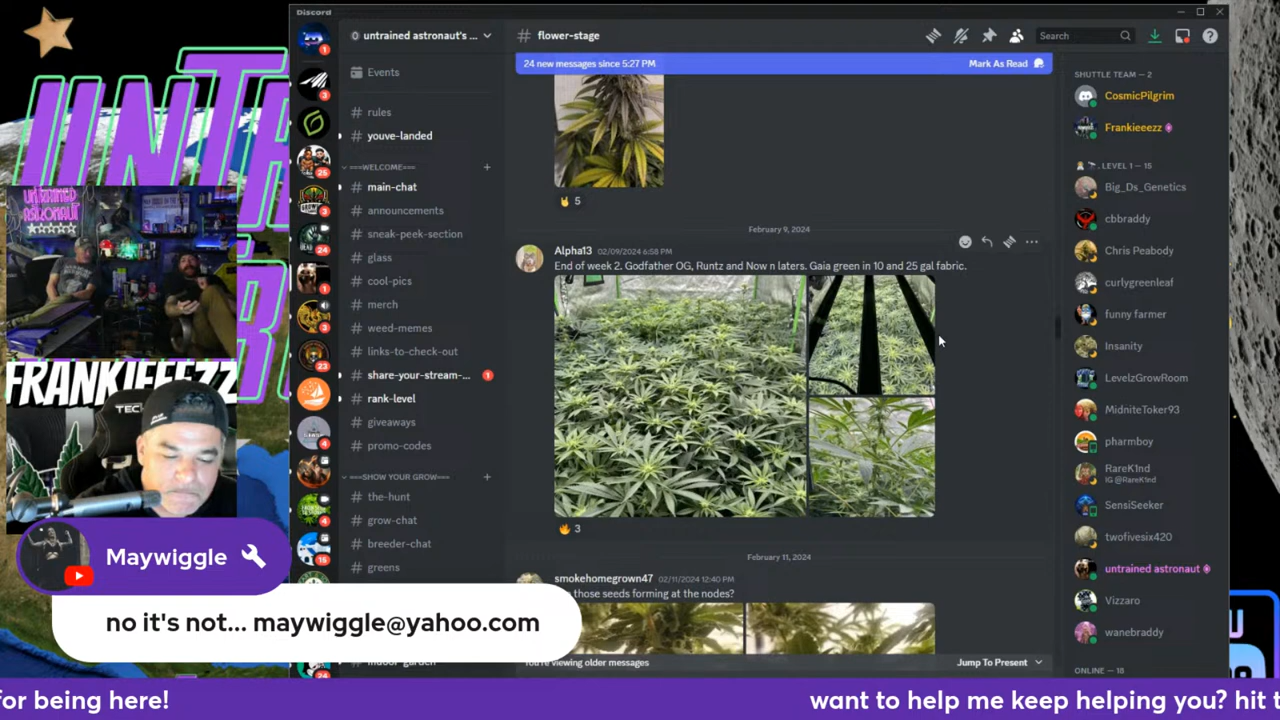 Discord
untrained astronaut's ...
# flower-stage
Search
24 new messages since 5:27 PM
Mark As Read
Events
# rules
# youve-landed
===WELCOME===
# main-chat
# announcements
# sneak-peek-section
# glass
# cool-pics
# merch
# weed-memes
# links-to-check-out
# share-your-stream-...
1
# rank-level
# giveaways
# promo-codes
===SHOW YOUR GROW===
# the-hunt
# grow-chat
# breeder-chat
# greens
5
February 9, 2024
Alpha13 02/09/2024 6:58 PM
End of week 2. Godfather OG, Runtz and Now n laters. Gaia green in 10 and 25 gal fabric.
3
February 11, 2024
smokehomegrown47 02/11/2024 12:40 PM
those seeds forming at the nodes?
You're viewing older messages
Jump To Present
SHUTTLE TEAM — 2
CosmicPilgrim
Frankieeezz
LEVEL 1 — 15
Big_Ds_Genetics
cbbraddy
Chris Peabody
curlygreenleaf
funny farmer
Insanity
LevelzGrowRoom
MidniteToker93
pharmboy
RareK1nd
IG @RareK1nd
SensiSeeker
twofivesix420
untrained astronaut
Vizzaro
wanebraddy
ONLINE — 18
UNTRAINED
ASTRONAUT
FRANKIEEEZZ
TEC
Maywiggle
no it's not... maywiggle@yahoo.com
for being here!
want to help me keep helping you? hit t